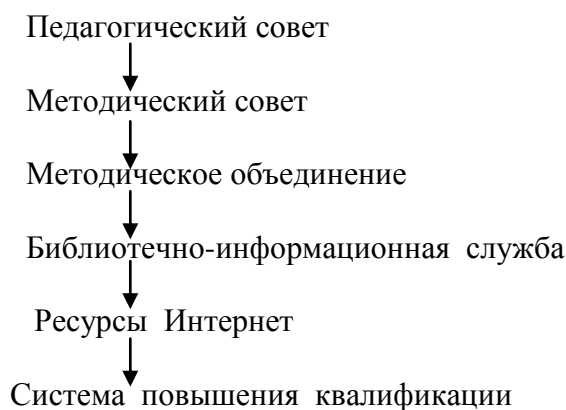 Педагогический совет
Методический совет
Методическое объединение
Библиотечно-информационная служба
Ресурсы Интернет
Система повышения квалификации